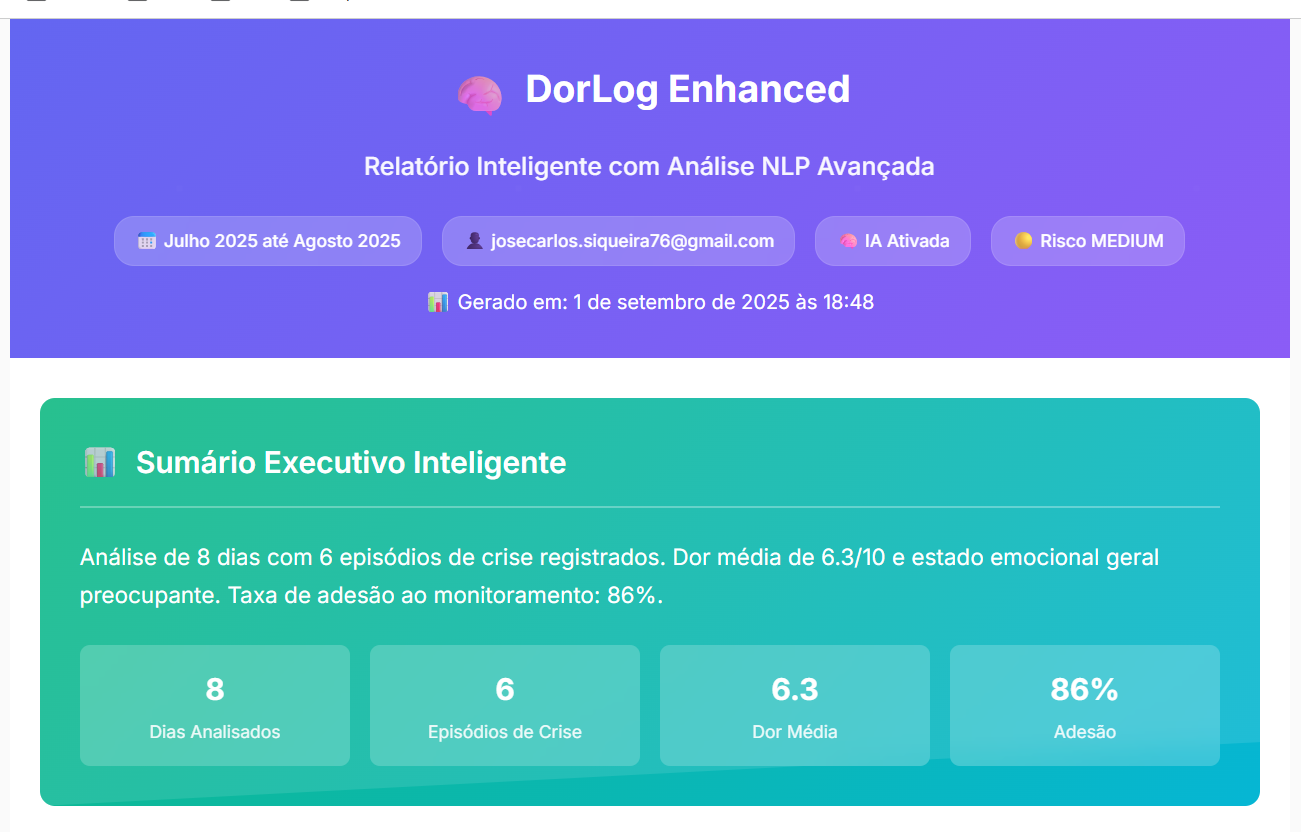 DorLog Enhanced
Relatório Inteligente com Análise NLP Avançada
Julho 2025 até Agosto 2025
josecarlos.siqueira76@gmail.com
IA Ativada
Risco MEDIUM
Gerado em: 1 de setembro de 2025 às 18:48
Sumário Executivo Inteligente
Análise de 8 dias com 6 episódios de crise registrados. Dor média de 6.3/10 e estado emocional geral
preocupante. Taxa de adesão ao monitoramento: 86%.
8
Dias Analisados
6
Episódios de Crise
6.3
Dor Média
86%
Adesão